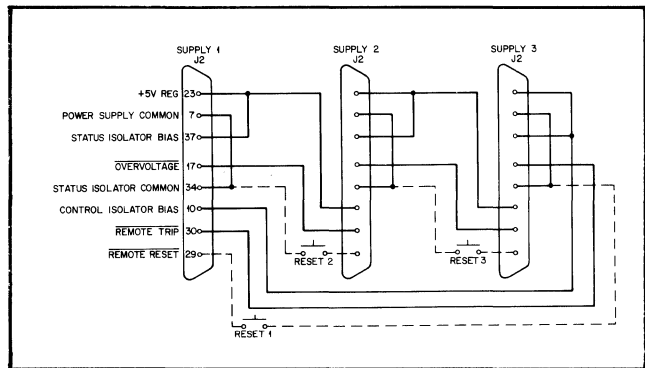 SUPPLY 1
J2
SUPPLY 2
J2
SUPPLY 3
J2
+5V REG 23
POWER SUPPLY COMMON 7
STATUS ISOLATOR BIAS 37
OVERVOLTAGE 17
STATUS ISOLATOR COMMON 34
CONTROL ISOLATOR BIAS 10
REMOTE TRIP 30
REMOTE RESET 29
RESET 2
RESET 3
RESET 1